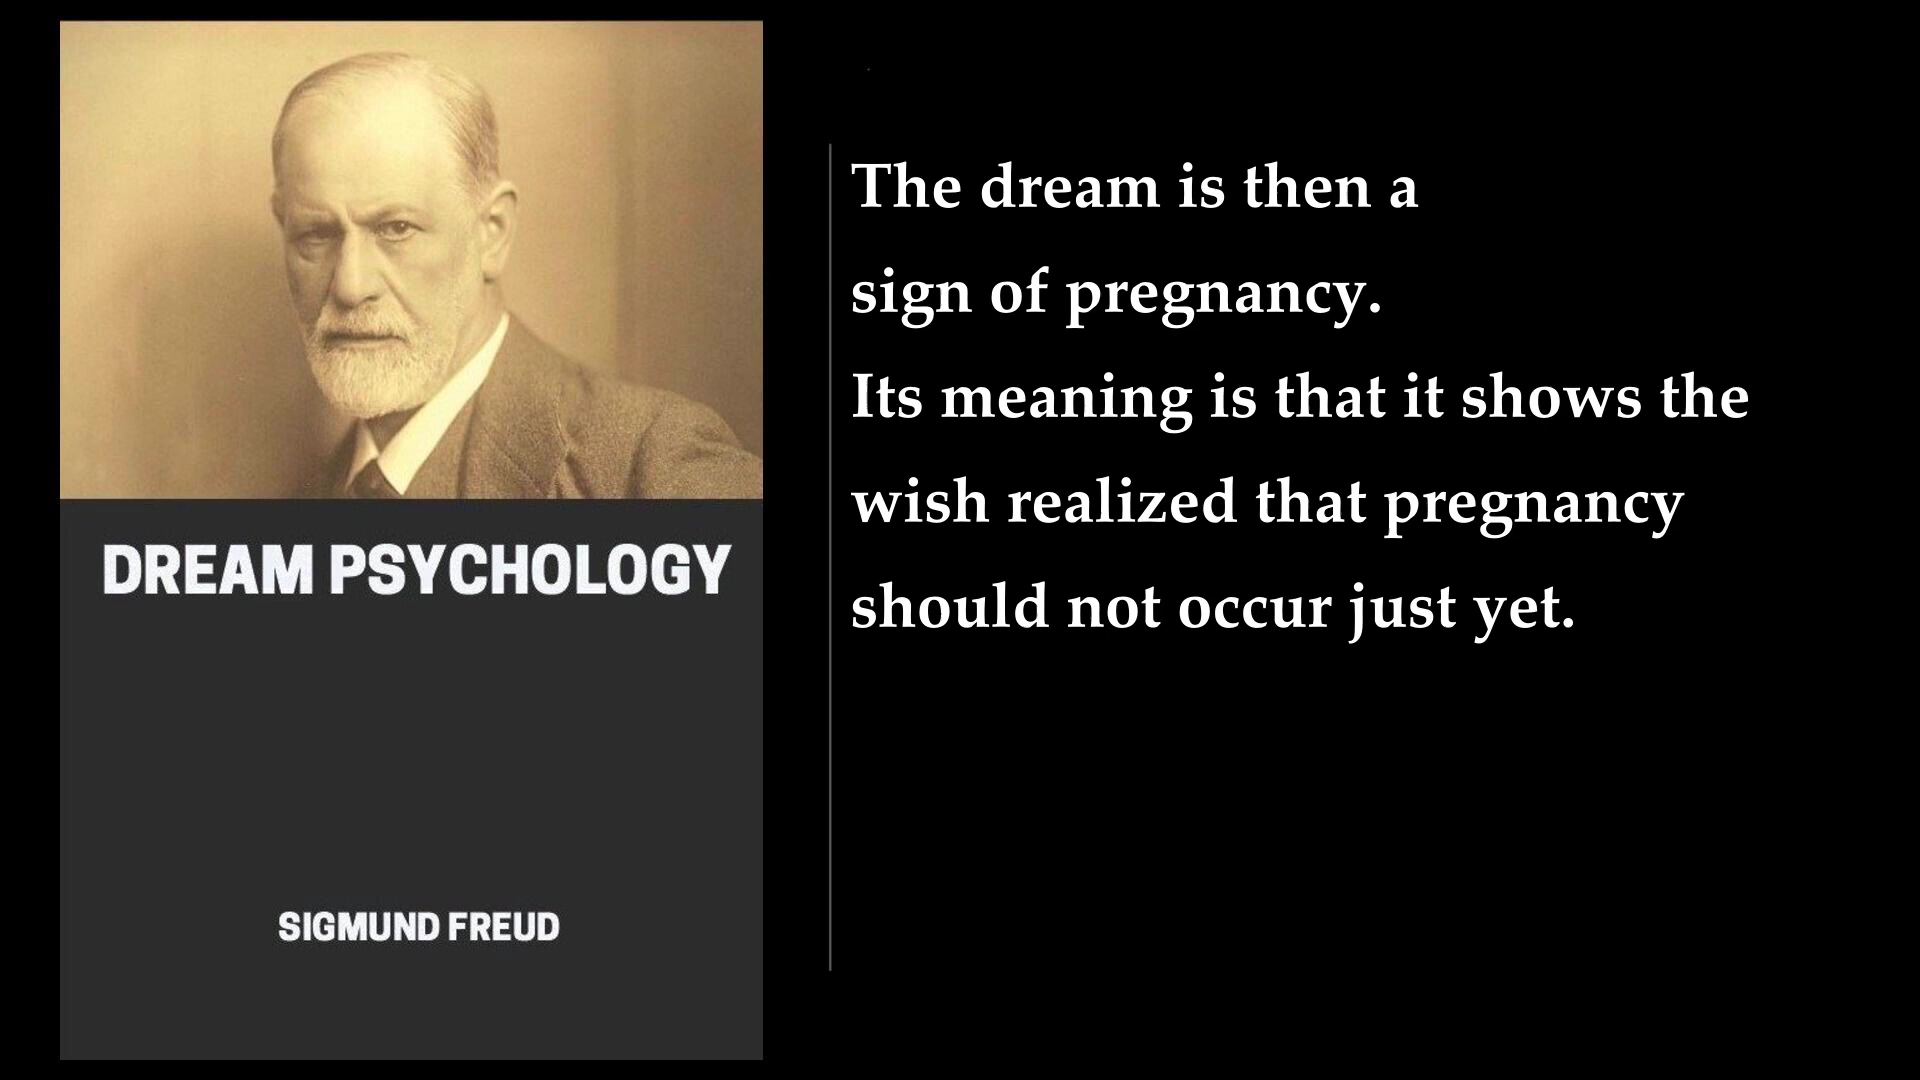 DREAM PSYCHOLOGY
SIGMUND FREUD
The dream is then a
sign of pregnancy.
Its meaning is that it shows the
wish realized that pregnancy
should not occur just yet.